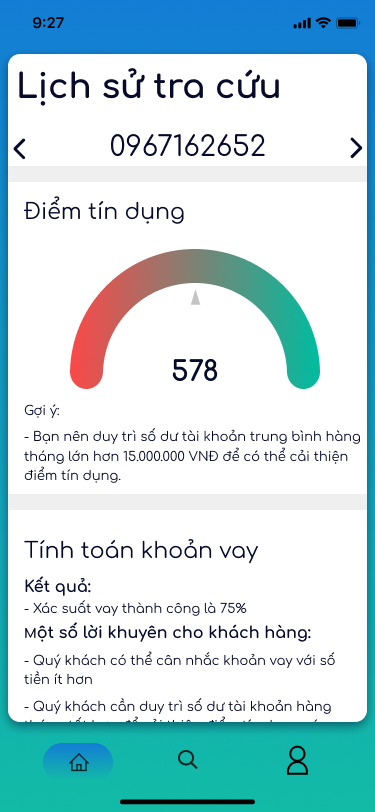 9:27
Lịch sử tra cứu
0967162652
Điểm tín dụng
578
Gợi ý:
- Bạn nên duy trì số dư tài khoản trung bình hàng
tháng lớn hơn 15.000.000 VNĐ để có thể cải thiện
điểm tín dụng.
Tính toán khoản vay
Kết quả:
- Xác suất vay thành công là 75%
Một số lời khuyên cho khách hàng:
- Quý khách có thể cân nhắc khoản vay với số
tiền ít hơn
- Quý khách cần duy trì số dư tài khoản hàng